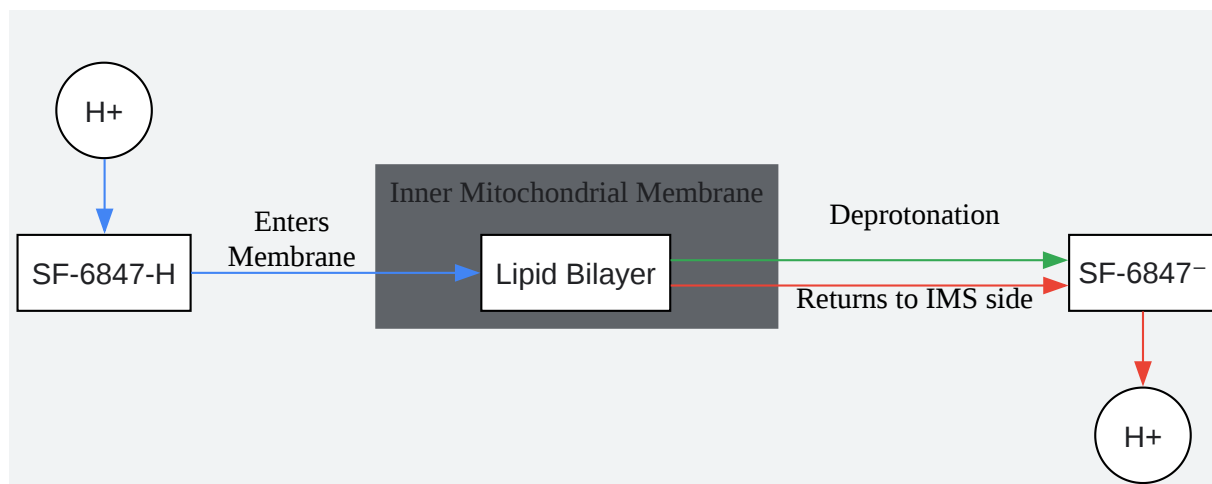 H+
SF-6847-H
Enters
Membrane
Inner Mitochondrial Membrane
Lipid Bilayer
Deprotonation
Returns to IMS side
SF-6847⁻
H+